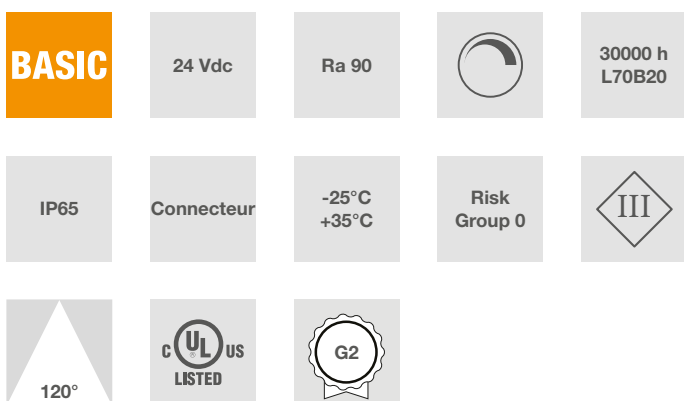 BASIC
24 Vdc
Ra 90
30000 h
L70B20
IP65
Connecteur
-25°C
+35°C
Risk
Group 0
III
120°
C UL® US
LISTED
G2